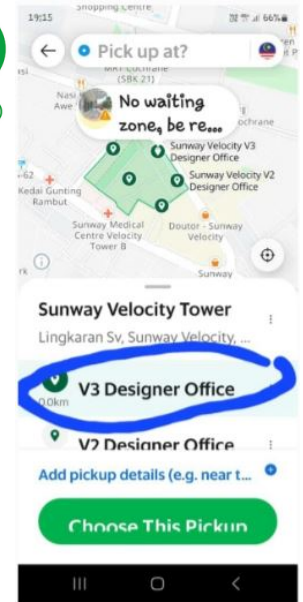 19:15
66%
Shopping Centre
Pick up at?
MRT Cochrane
(SBK 21)
Nasi
Awe
No waiting
zone, be re...
ochrane
Sunway Velocity V3
Designer Office
Sunway Velocity V2
Designer Office
Kedai Gunting
Rambut
Sunway Medical
Centre Velocity
Tower B
Doutor - Sunway
Velocity
Sunway
Sunway Velocity Tower
Lingkaran Sv, Sunway Velocity, ...
V3 Designer Office
0.0km
V2 Designer Office
Add pickup details (e.g. near t...
Choose This Pickup